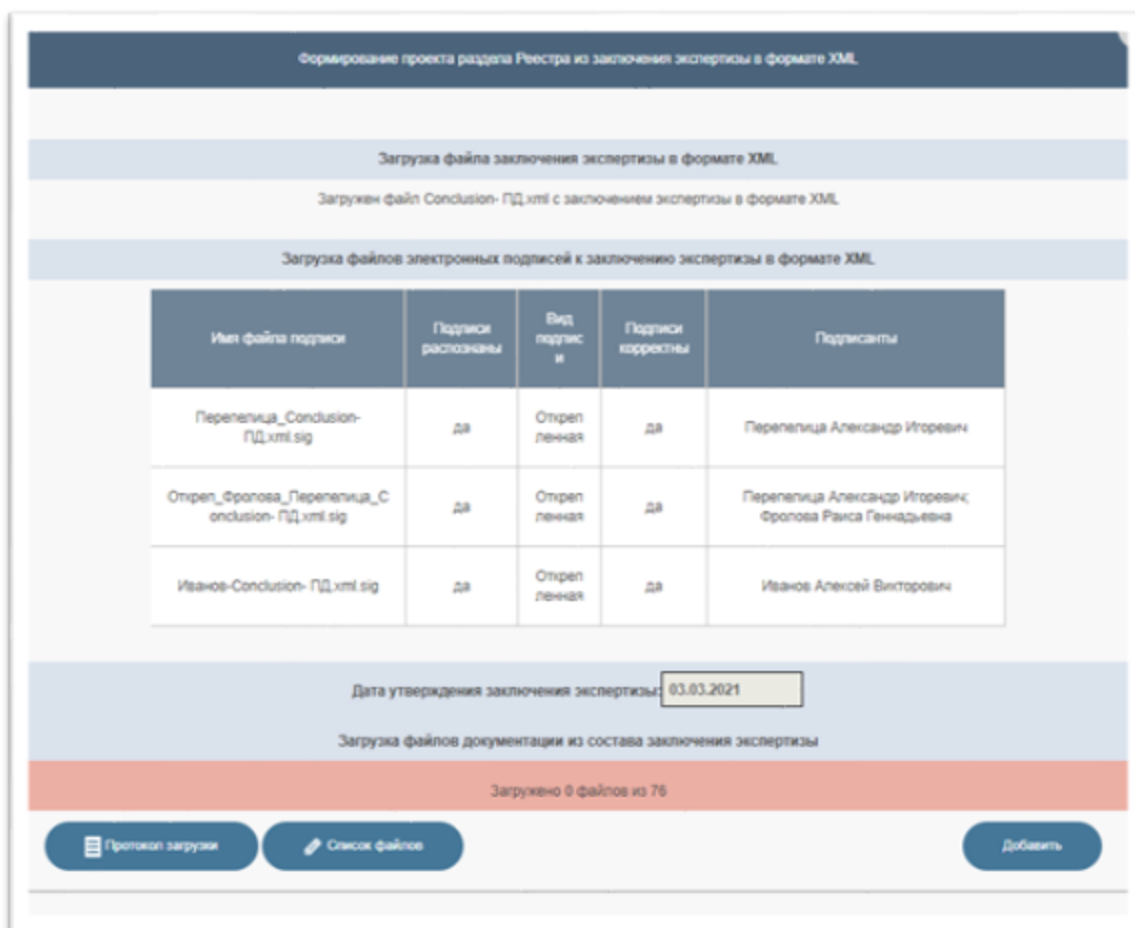 Формирование проекта раздела Реестра из заключения экспертизы в формате XML
Загрузка файла заключения экспертизы в формате XML
Загружен файл Conclusion- ПД.xml с заключением экспертизы в формате XML
Загрузка файлов электронных подписей к заключению экспертизы в формате XML
Имя файла подписи
Подписи
распознаны
Вид
подпис
и
Подписи
корректны
Подписанты
Перепелица_Conclusion-
ПД.xml.sig
да
Откреп
ленная
да
Перепелица Александр Игоревич
Откреп_Фролова_Перепелица_C
onclusion- ПД.xml.sig
да
Откреп
ленная
да
Перепелица Александр Игоревич;
Фролова Раиса Геннадьевна
Иванов-Conclusion- ПД.xml.sig
да
Откреп
ленная
да
Иванов Алексей Викторович
Дата утверждения заключения экспертизы: 03.03.2021
Загрузка файлов документации из состава заключения экспертизы
Загружено 0 файлов из 76
Протокол загрузки
Список файлов
Добавить